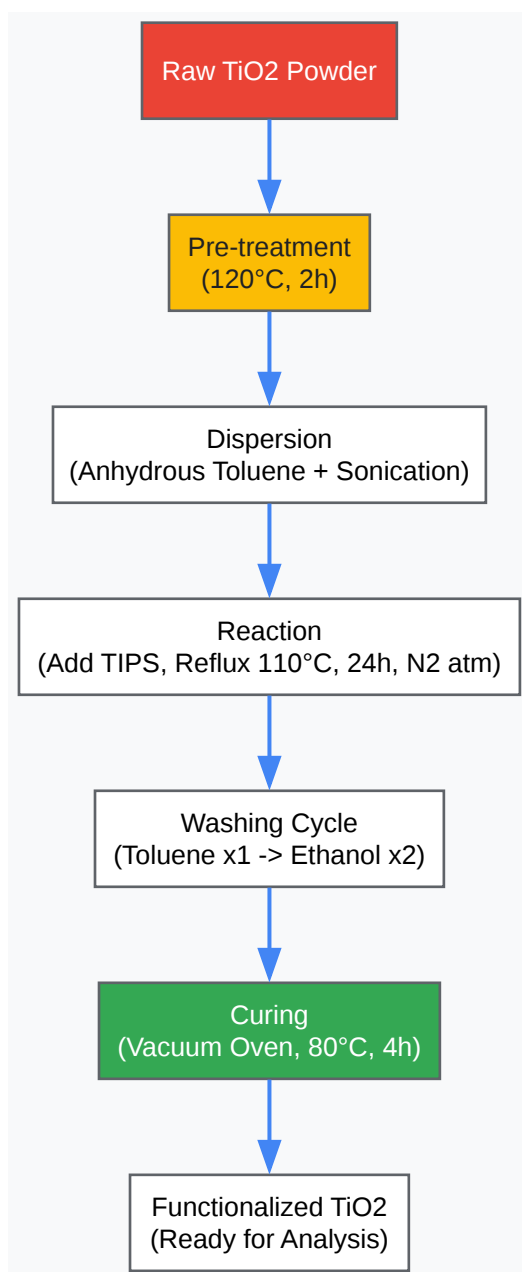 Raw TiO2 Powder
Pre-treatment
(120°C, 2h)
Dispersion
(Anhydrous Toluene + Sonication)
Reaction
(Add TIPS, Reflux 110°C, 24h, N2 atm)
Washing Cycle
(Toluene x1 -> Ethanol x2)
Curing
(Vacuum Oven, 80°C, 4h)
Functionalized TiO2
(Ready for Analysis)